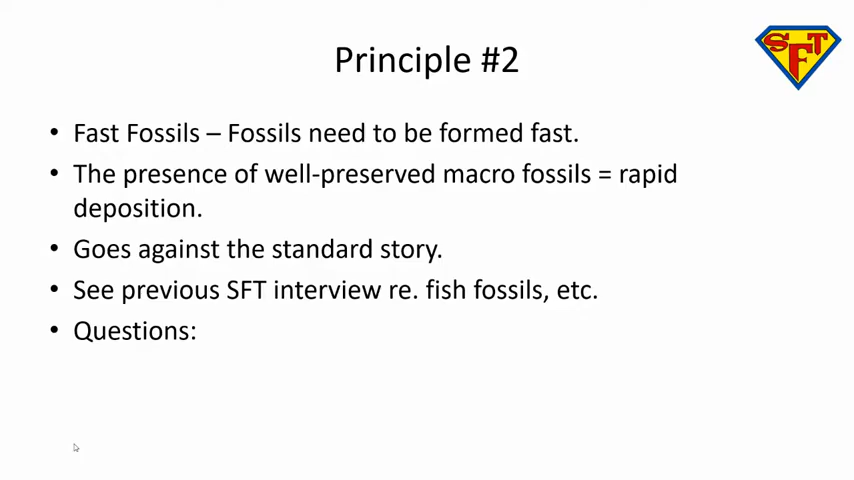 Principle #2
SFT
• Fast Fossils – Fossils need to be formed fast.
• The presence of well-preserved macro fossils = rapid
deposition.
• Goes against the standard story.
• See previous SFT interview re. fish fossils, etc.
• Questions: